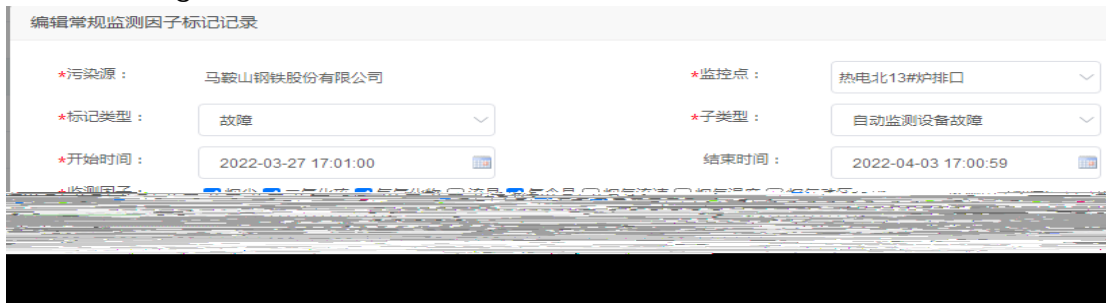 编辑常规监测因子标记记录
*污染源： 马鞍山钢铁股份有限公司 *监控点： 热电北13#炉排口
*标记类型： 故障 *子类型： 自动监测设备故障
*开始时间： 2022-03-27 17:01:00 结束时间： 2022-04-03 17:00:59